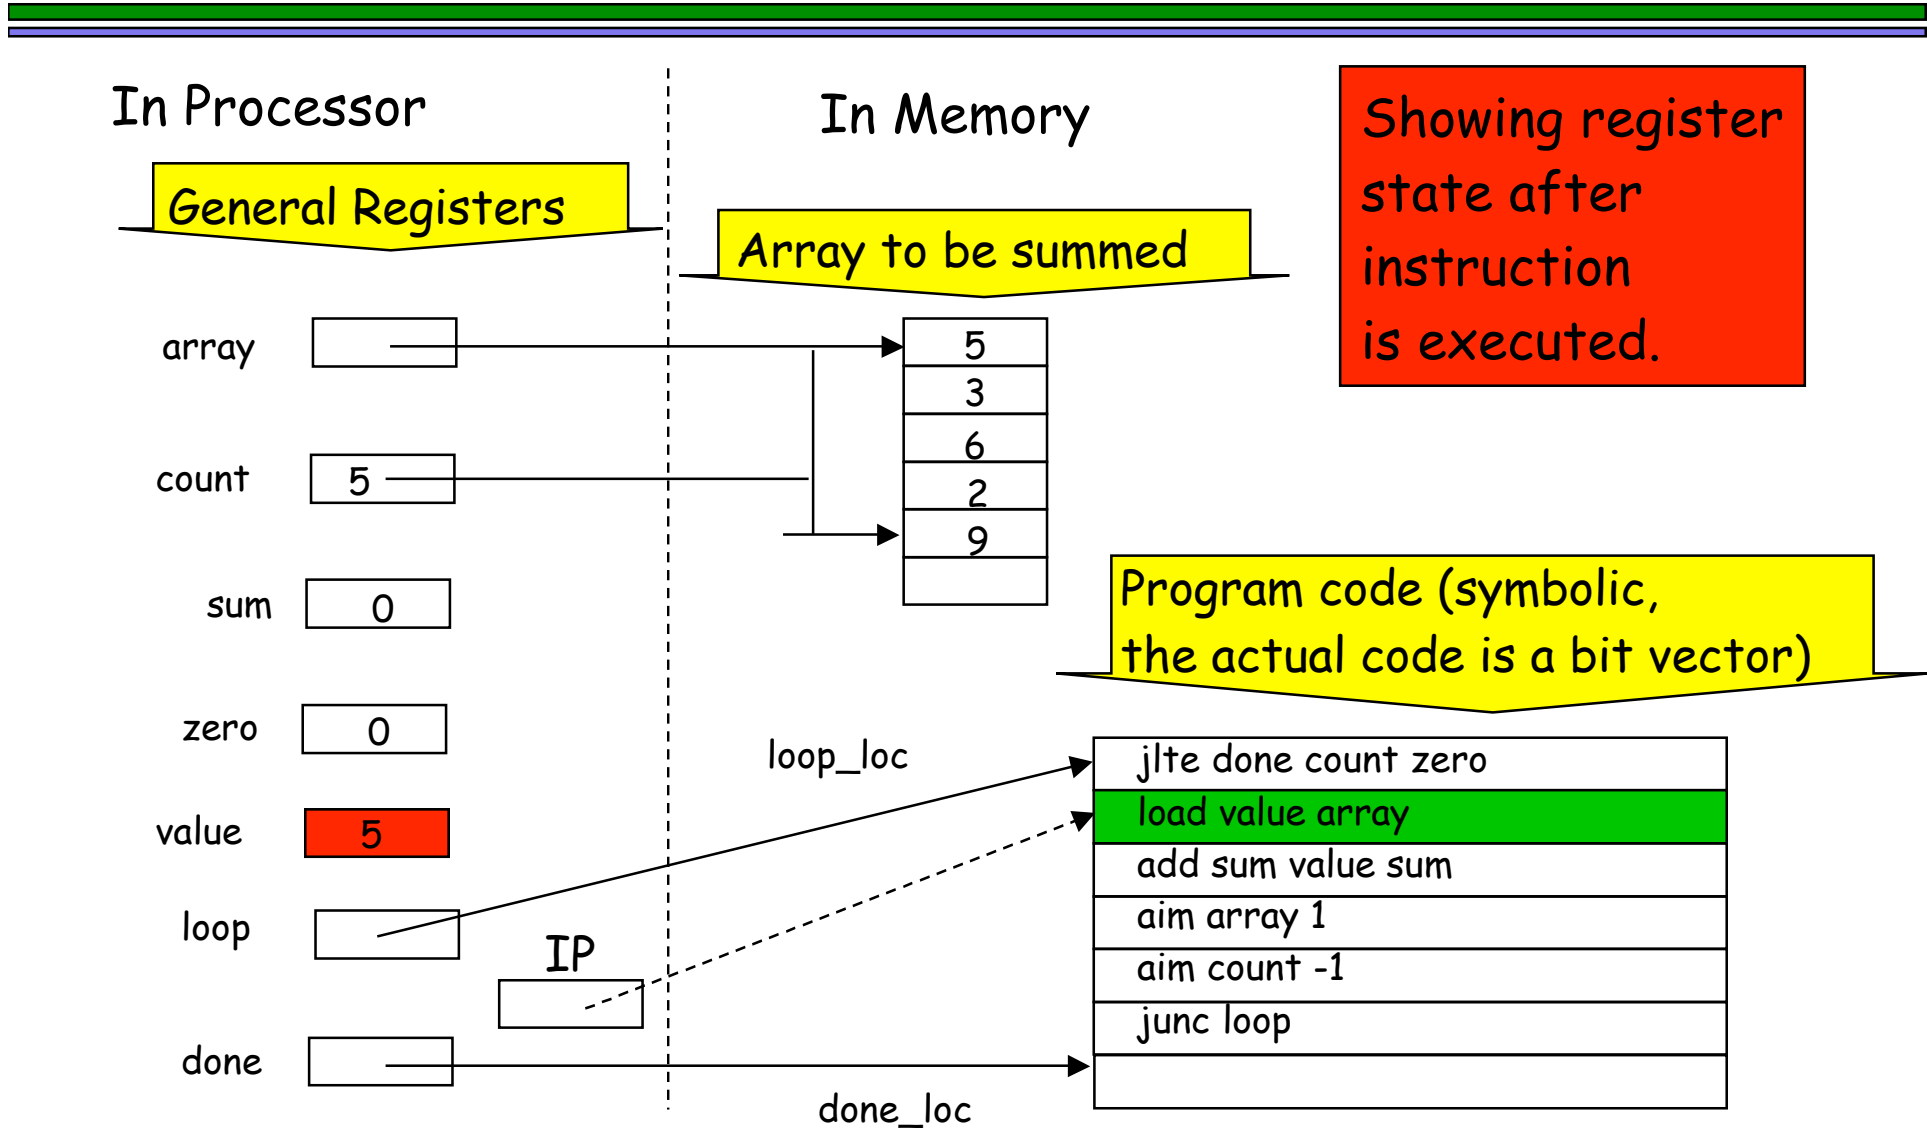 In Processor
In Memory
Showing register
state after
instruction
is executed.
General Registers
Array to be summed
array
5
3
6
2
9
count
5
sum
0
zero
0
value
5
loop
IP
done
loop_loc
done_loc
Program code (symbolic,
the actual code is a bit vector)
jlte done count zero
load value array
add sum value sum
aim array 1
aim count -1
junc loop